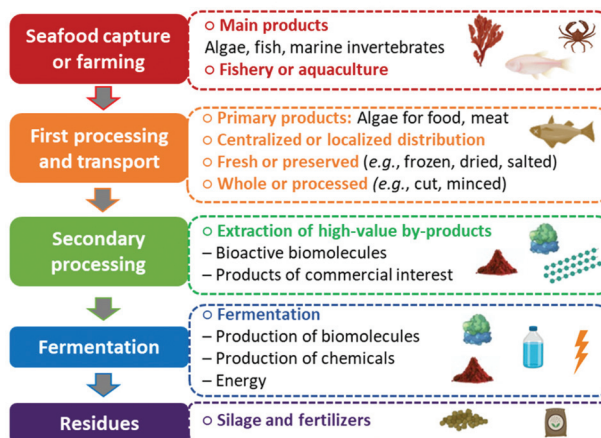 Seafood capture
or farming
○ Main products
Algae, fish, marine invertebrates
○ Fishery or aquaculture
First processing
and transport
○ Primary products: Algae for food, meat
○ Centralized or localized distribution
○ Fresh or preserved (e.g., frozen, dried, salted)
○ Whole or processed (e.g., cut, minced)
Secondary
processing
○ Extraction of high-value by-products
– Bioactive biomolecules
– Products of commercial interest
Fermentation
○ Fermentation
– Production of biomolecules
– Production of chemicals
– Energy
Residues
○ Silage and fertilizers